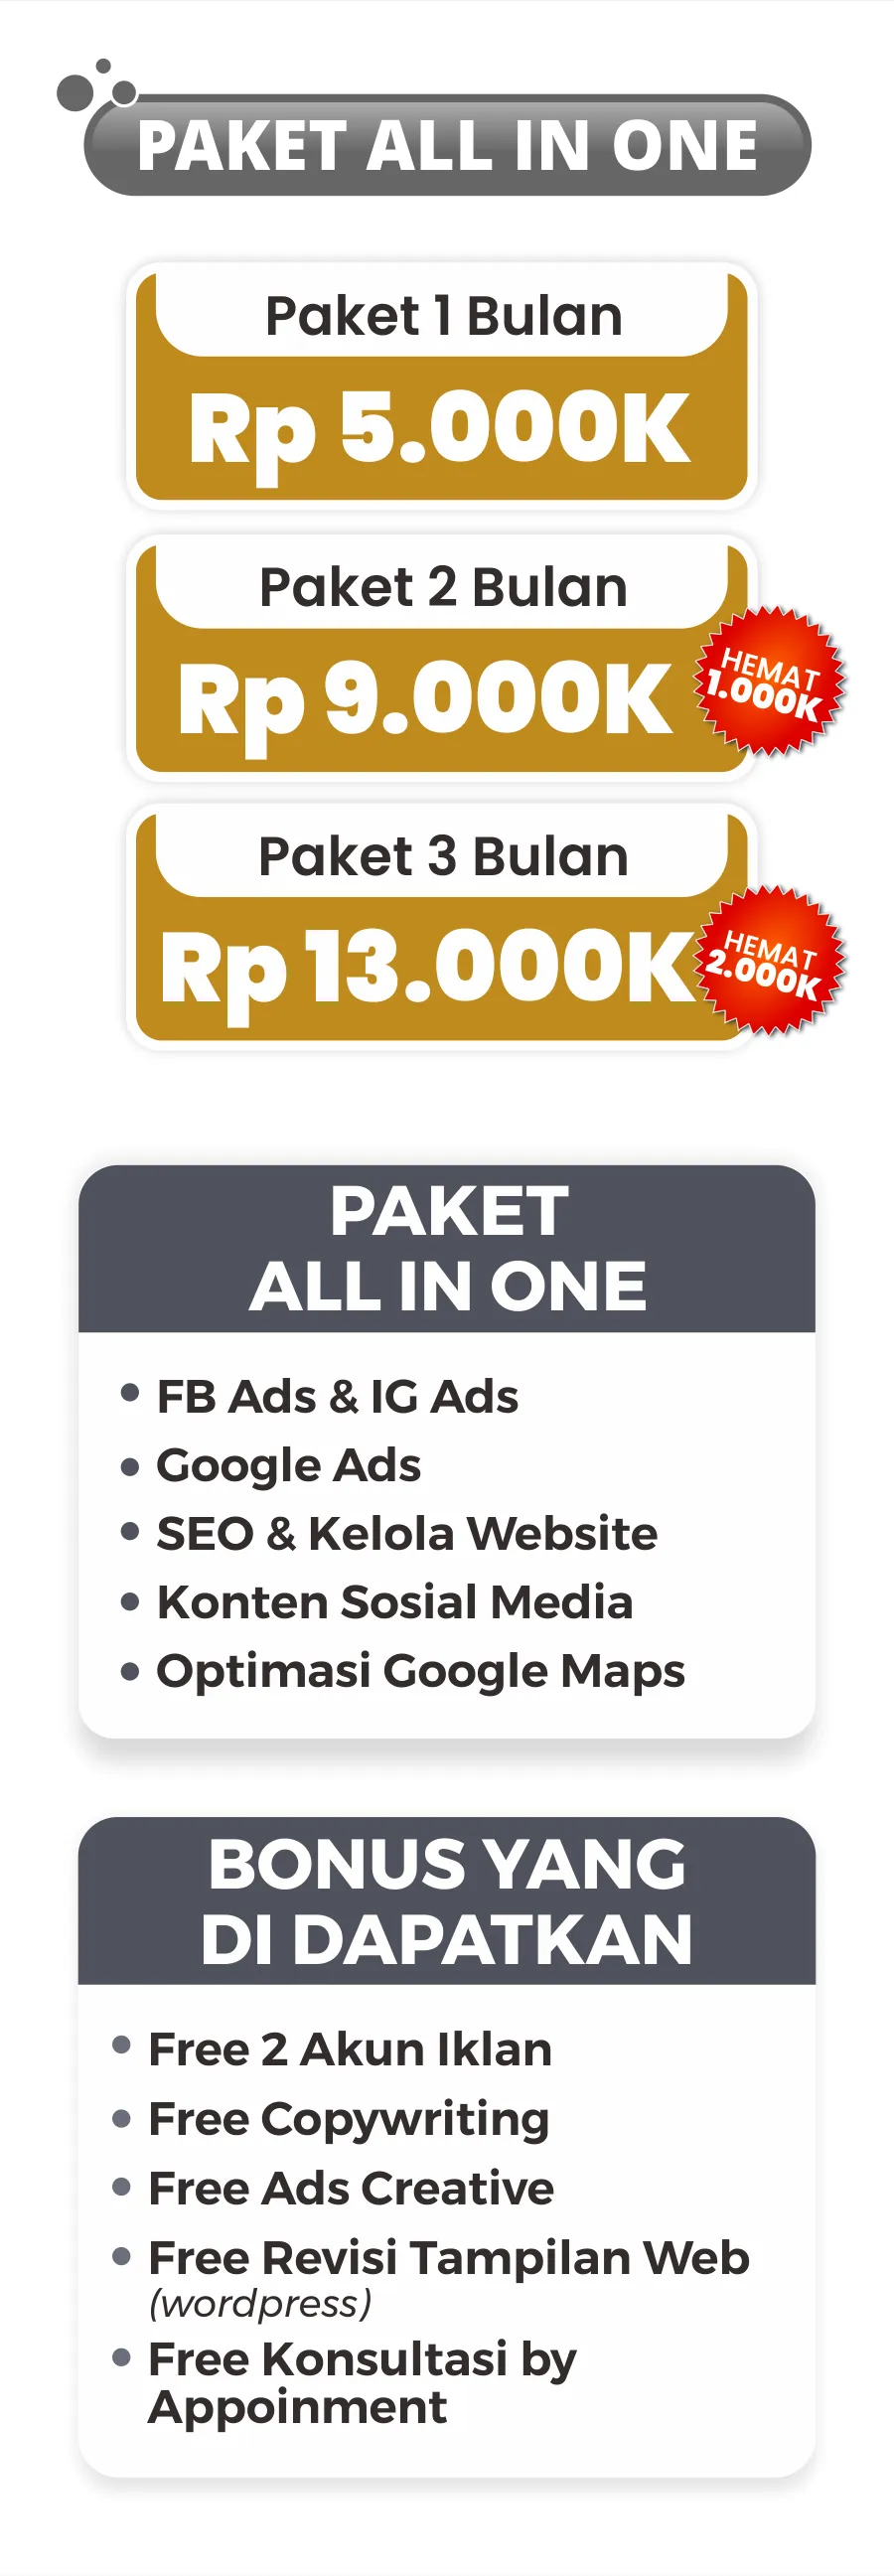 PAKET ALL IN ONE
Paket 1 Bulan
Rp 5.000K
Paket 2 Bulan
Rp 9.000K
HEMAT
1.000K
Paket 3 Bulan
Rp 13.000K
HEMAT
2.000K
PAKET
ALL IN ONE
• FB Ads & IG Ads
• Google Ads
• SEO & Kelola Website
• Konten Sosial Media
• Optimasi Google Maps
BONUS YANG
DI DAPATKAN
• Free 2 Akun Iklan
• Free Copywriting
• Free Ads Creative
• Free Revisi Tampilan Web
(wordpress)
• Free Konsultasi by
Appoinment